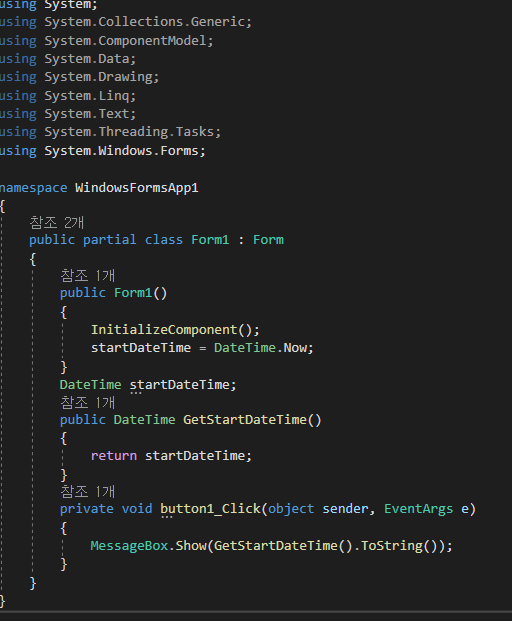 using System;
using System.Collections.Generic;
using System.ComponentModel;
using System.Data;
using System.Drawing;
using System.Linq;
using System.Text;
using System.Threading.Tasks;
using System.Windows.Forms;
namespace WindowsFormsApp1
{
참조 2개
public partial class Form1 : Form
{
참조 1개
public Form1()
{
InitializeComponent();
startDateTime = DateTime.Now;
}
DateTime startDateTime;
참조 1개
public DateTime GetStartDateTime()
{
return startDateTime;
}
참조 1개
private void button1_Click(object sender, EventArgs e)
{
MessageBox.Show(GetStartDateTime().ToString());
}
}
}